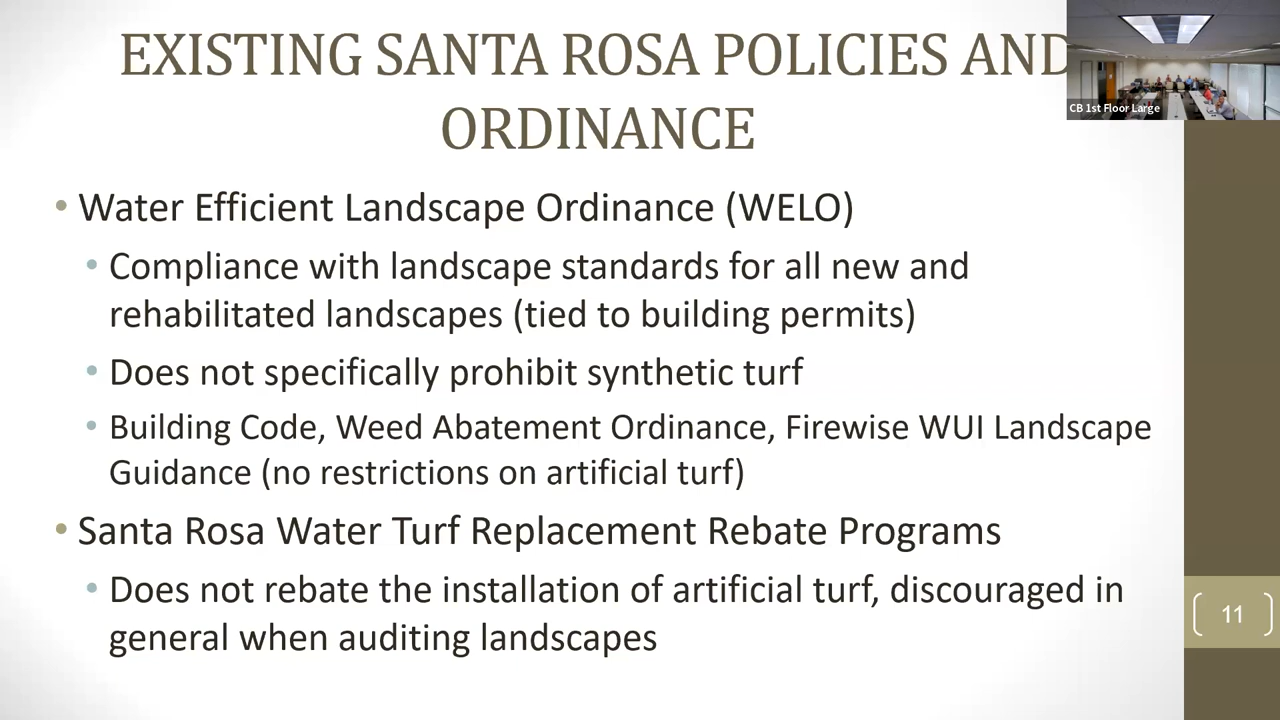 EXISTING SANTA ROSA POLICIES AND
ORDINANCE
CB 1st Floor Large
• Water Efficient Landscape Ordinance (WELO)
• Compliance with landscape standards for all new and
rehabilitated landscapes (tied to building permits)
• Does not specifically prohibit synthetic turf
• Building Code, Weed Abatement Ordinance, Firewise WUI Landscape
Guidance (no restrictions on artificial turf)
• Santa Rosa Water Turf Replacement Rebate Programs
• Does not rebate the installation of artificial turf, discouraged in
general when auditing landscapes
11